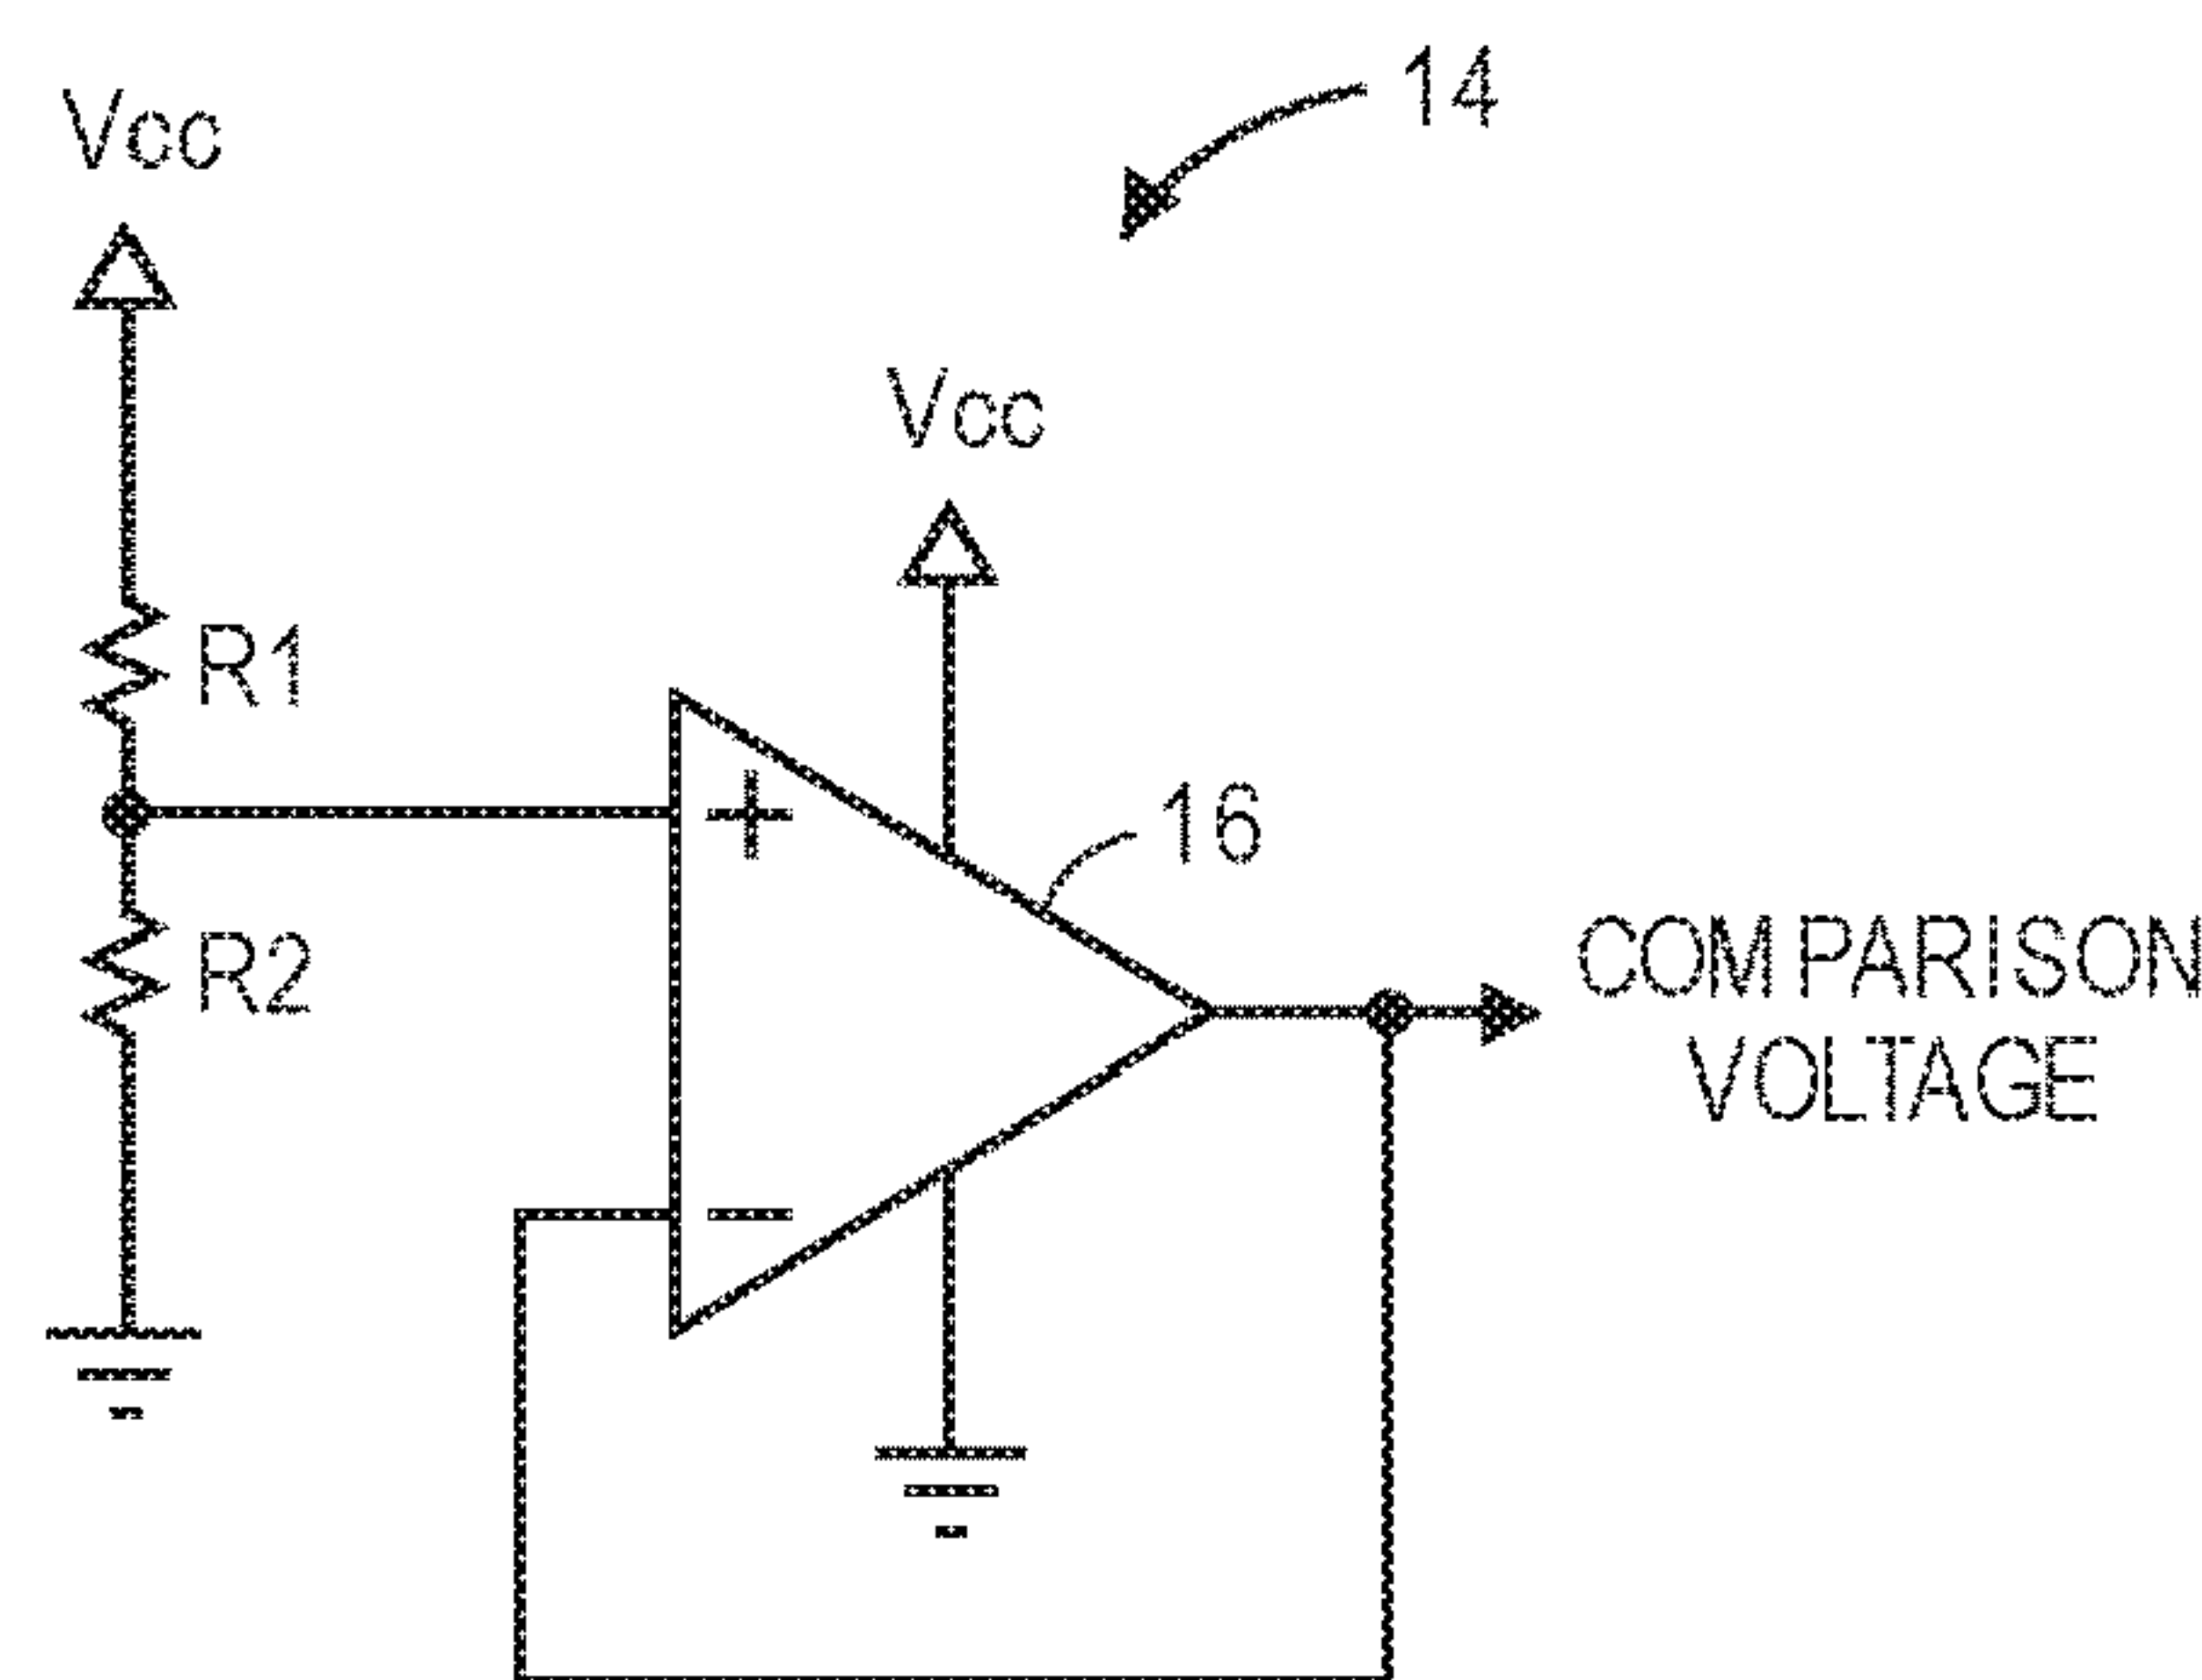 14
Vcc
Vcc
R1
+
16
R2
COMPARISON
VOLTAGE
−